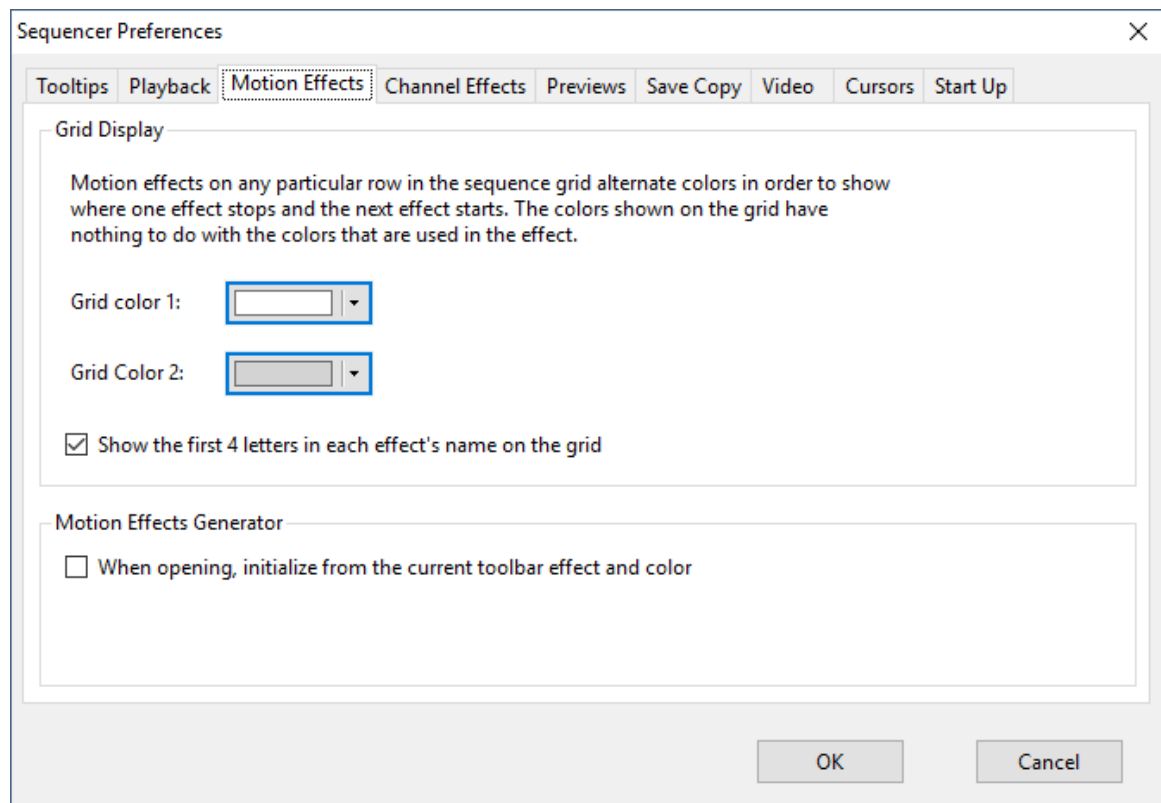 Sequencer Preferences
Tooltips Playback Motion Effects Channel Effects Previews Save Copy Video Cursors Start Up
Grid Display
Motion effects on any particular row in the sequence grid alternate colors in order to show
where one effect stops and the next effect starts. The colors shown on the grid have
nothing to do with the colors that are used in the effect.
Grid color 1:
Grid Color 2:
Show the first 4 letters in each effect's name on the grid
Motion Effects Generator
When opening, initialize from the current toolbar effect and color
OK Cancel